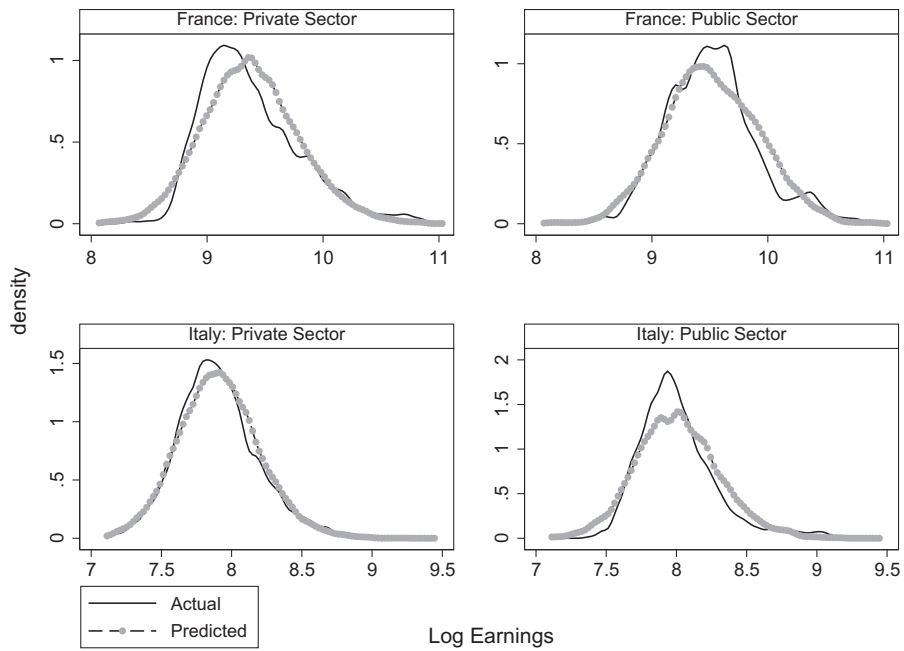 France: Private Sector
France: Public Sector
1
.5
0
8 9 10 11
1
.5
0
8 9 10 11
density
Italy: Private Sector
Italy: Public Sector
1.5
1
.5
0
7 7.5 8 8.5 9 9.5
2
1.5
1
.5
0
7 7.5 8 8.5 9 9.5
Actual
Predicted
Log Earnings